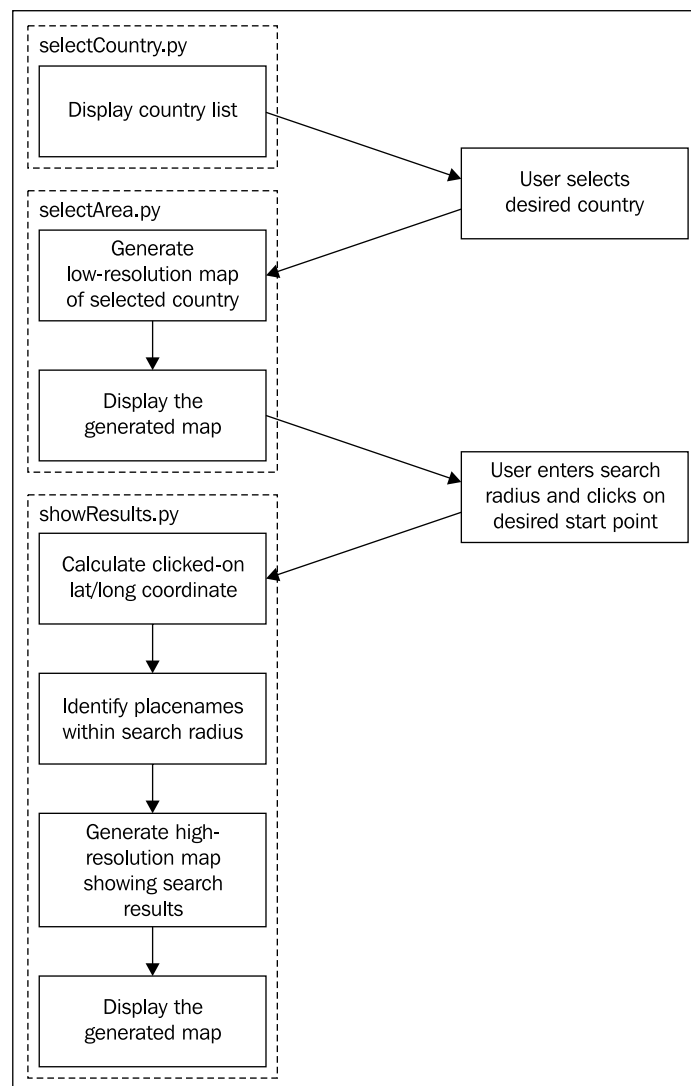 selectCountry.py
Display country list
User selects
desired country
selectArea.py
Generate
low-resolution map
of selected country
Display the
generated map
User enters search
radius and clicks on
desired start point
showResults.py
Calculate clicked-on
lat/long coordinate
Identify placenames
within search radius
Generate high-
resolution map
showing search
results
Display the
generated map